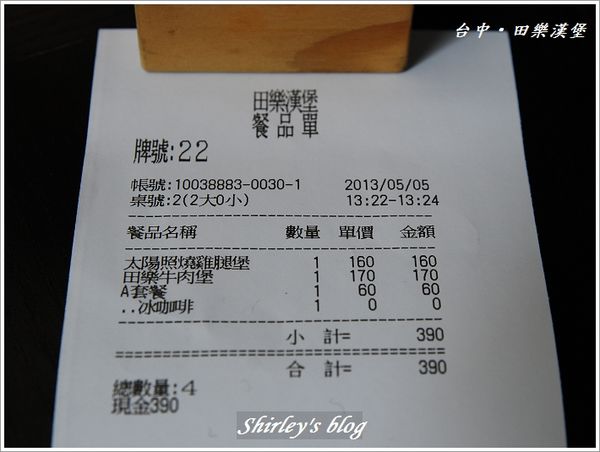 台中・田樂漢堡
田樂漢堡
餐品單
牌號:22
帳號:10038883-0030-1 2013/05/05
桌號:2(2大0小) 13:22-13:24
餐品名稱 數量 單價 金額
太陽照燒雞腿堡 1 160 160
田樂牛肉堡 1 170 170
A套餐 1 60 60
..冰咖啡 1 0 0
小 計= 390
合 計= 390
總數量:4
現金390
Shirley's blog